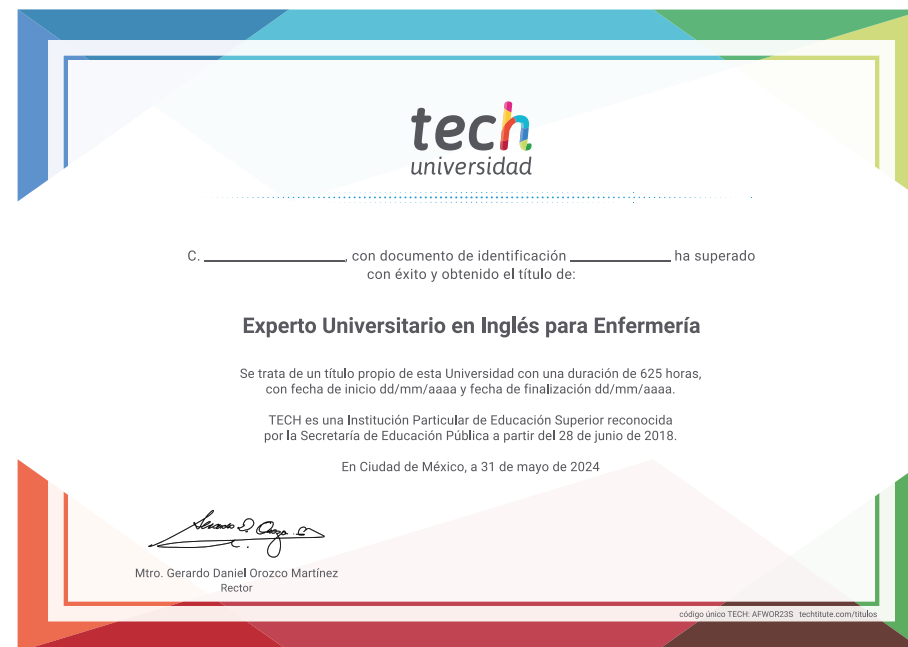 tech
universidad
C. ____________________, con documento de identificación ______________ ha superado
con éxito y obtenido el título de:
Experto Universitario en Inglés para Enfermería
Se trata de un título propio de esta Universidad con una duración de 625 horas,
con fecha de inicio dd/mm/aaaa y fecha de finalización dd/mm/aaaa.
TECH es una Institución Particular de Educación Superior reconocida
por la Secretaría de Educación Pública a partir del 28 de junio de 2018.
En Ciudad de México, a 31 de mayo de 2024
Mtro. Gerardo Daniel Orozco Martínez
Rector
código único TECH: AFWOR23S techtitute.com/titulos